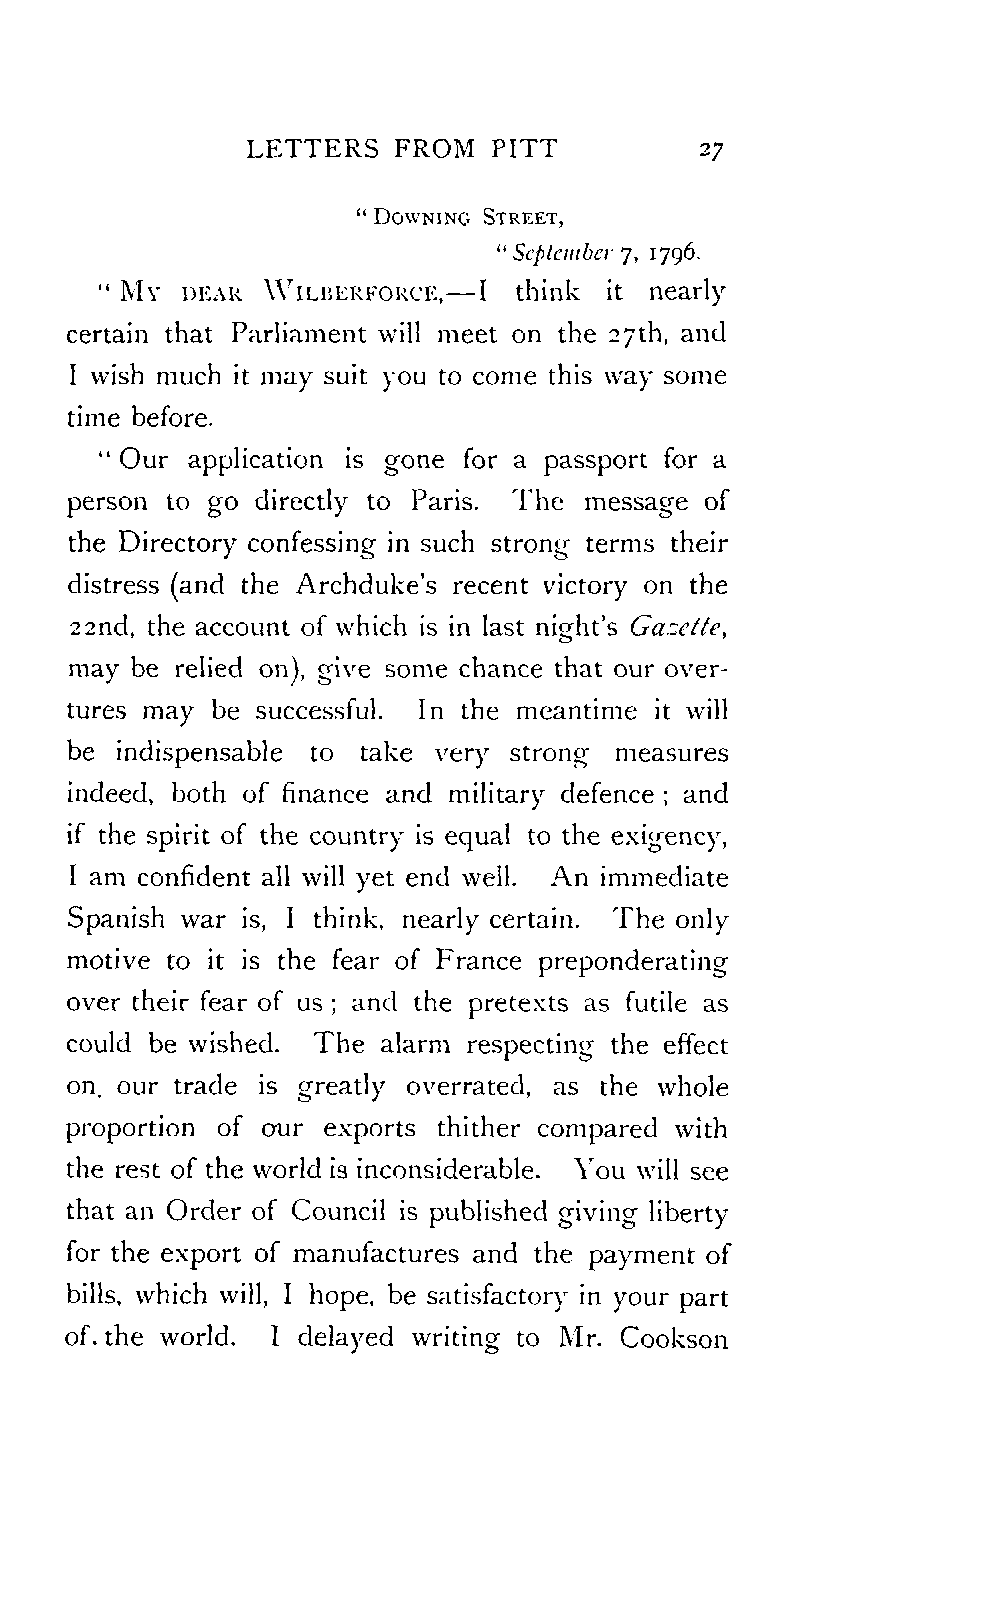 LETTERS FROM PITT 27
“Downing Street,
“September 7, 1796.
“My dear Wilberforce,—I think it nearly
certain that Parliament will meet on the 27th, and
I wish much it may suit you to come this way some
time before.
“Our application is gone for a passport for a
person to go directly to Paris. The message of
the Directory confessing in such strong terms their
distress (and the Archduke's recent victory on the
22nd, the account of which is in last night's Gazette,
may be relied on), give some chance that our over-
tures may be successful. In the meantime it will
be indispensable to take very strong measures
indeed, both of finance and military defence; and
if the spirit of the country is equal to the exigency,
I am confident all will yet end well. An immediate
Spanish war is, I think, nearly certain. The only
motive to it is the fear of France preponderating
over their fear of us; and the pretexts as futile as
could be wished. The alarm respecting the effect
on our trade is greatly overrated, as the whole
proportion of our exports thither compared with
the rest of the world is inconsiderable. You will see
that an Order of Council is published giving liberty
for the export of manufactures and the payment of
bills, which will, I hope, be satisfactory in your part
of the world. I delayed writing to Mr. Cookson